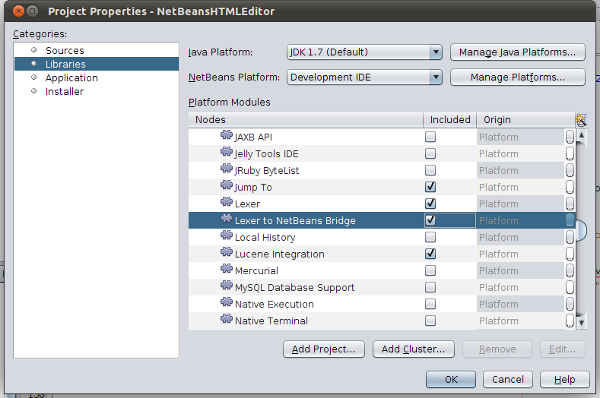 Project Properties - NetBeansHTMLEditor
Categories:
Sources
Libraries
Application
Installer
Java Platform: JDK 1.7 (Default) Manage Java Platforms...
NetBeans Platform: Development IDE Manage Platforms...
Platform Modules
Nodes Included Origin
JAXB API Platform
Jelly Tools IDE Platform
JRuby ByteList Platform
Jump To Platform
Lexer Platform
Lexer to NetBeans Bridge Platform
Local History Platform
Lucene Integration Platform
Mercurial Platform
MySQL Database Support Platform
Native Execution Platform
Native Terminal Platform
Add Project... Add Cluster... Remove Edit...
OK Cancel Help